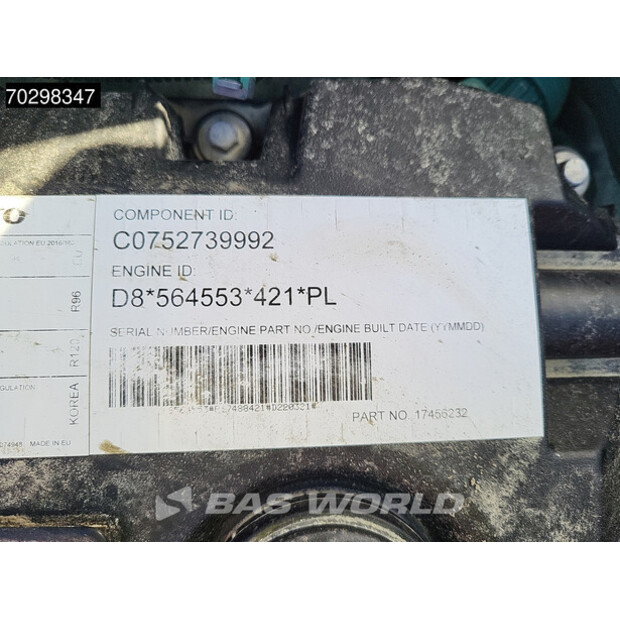 70298347
COMPONENT ID:
C0752739992
ENGINE ID:
D8*564553*421*PL
SERIAL NUMBER/ENGINE PART NO./ENGINE BUILT DATE (YYMMDD)
PART NO. 17456232
R96
R120
KOREA
MADE IN EU
BAS WORLD